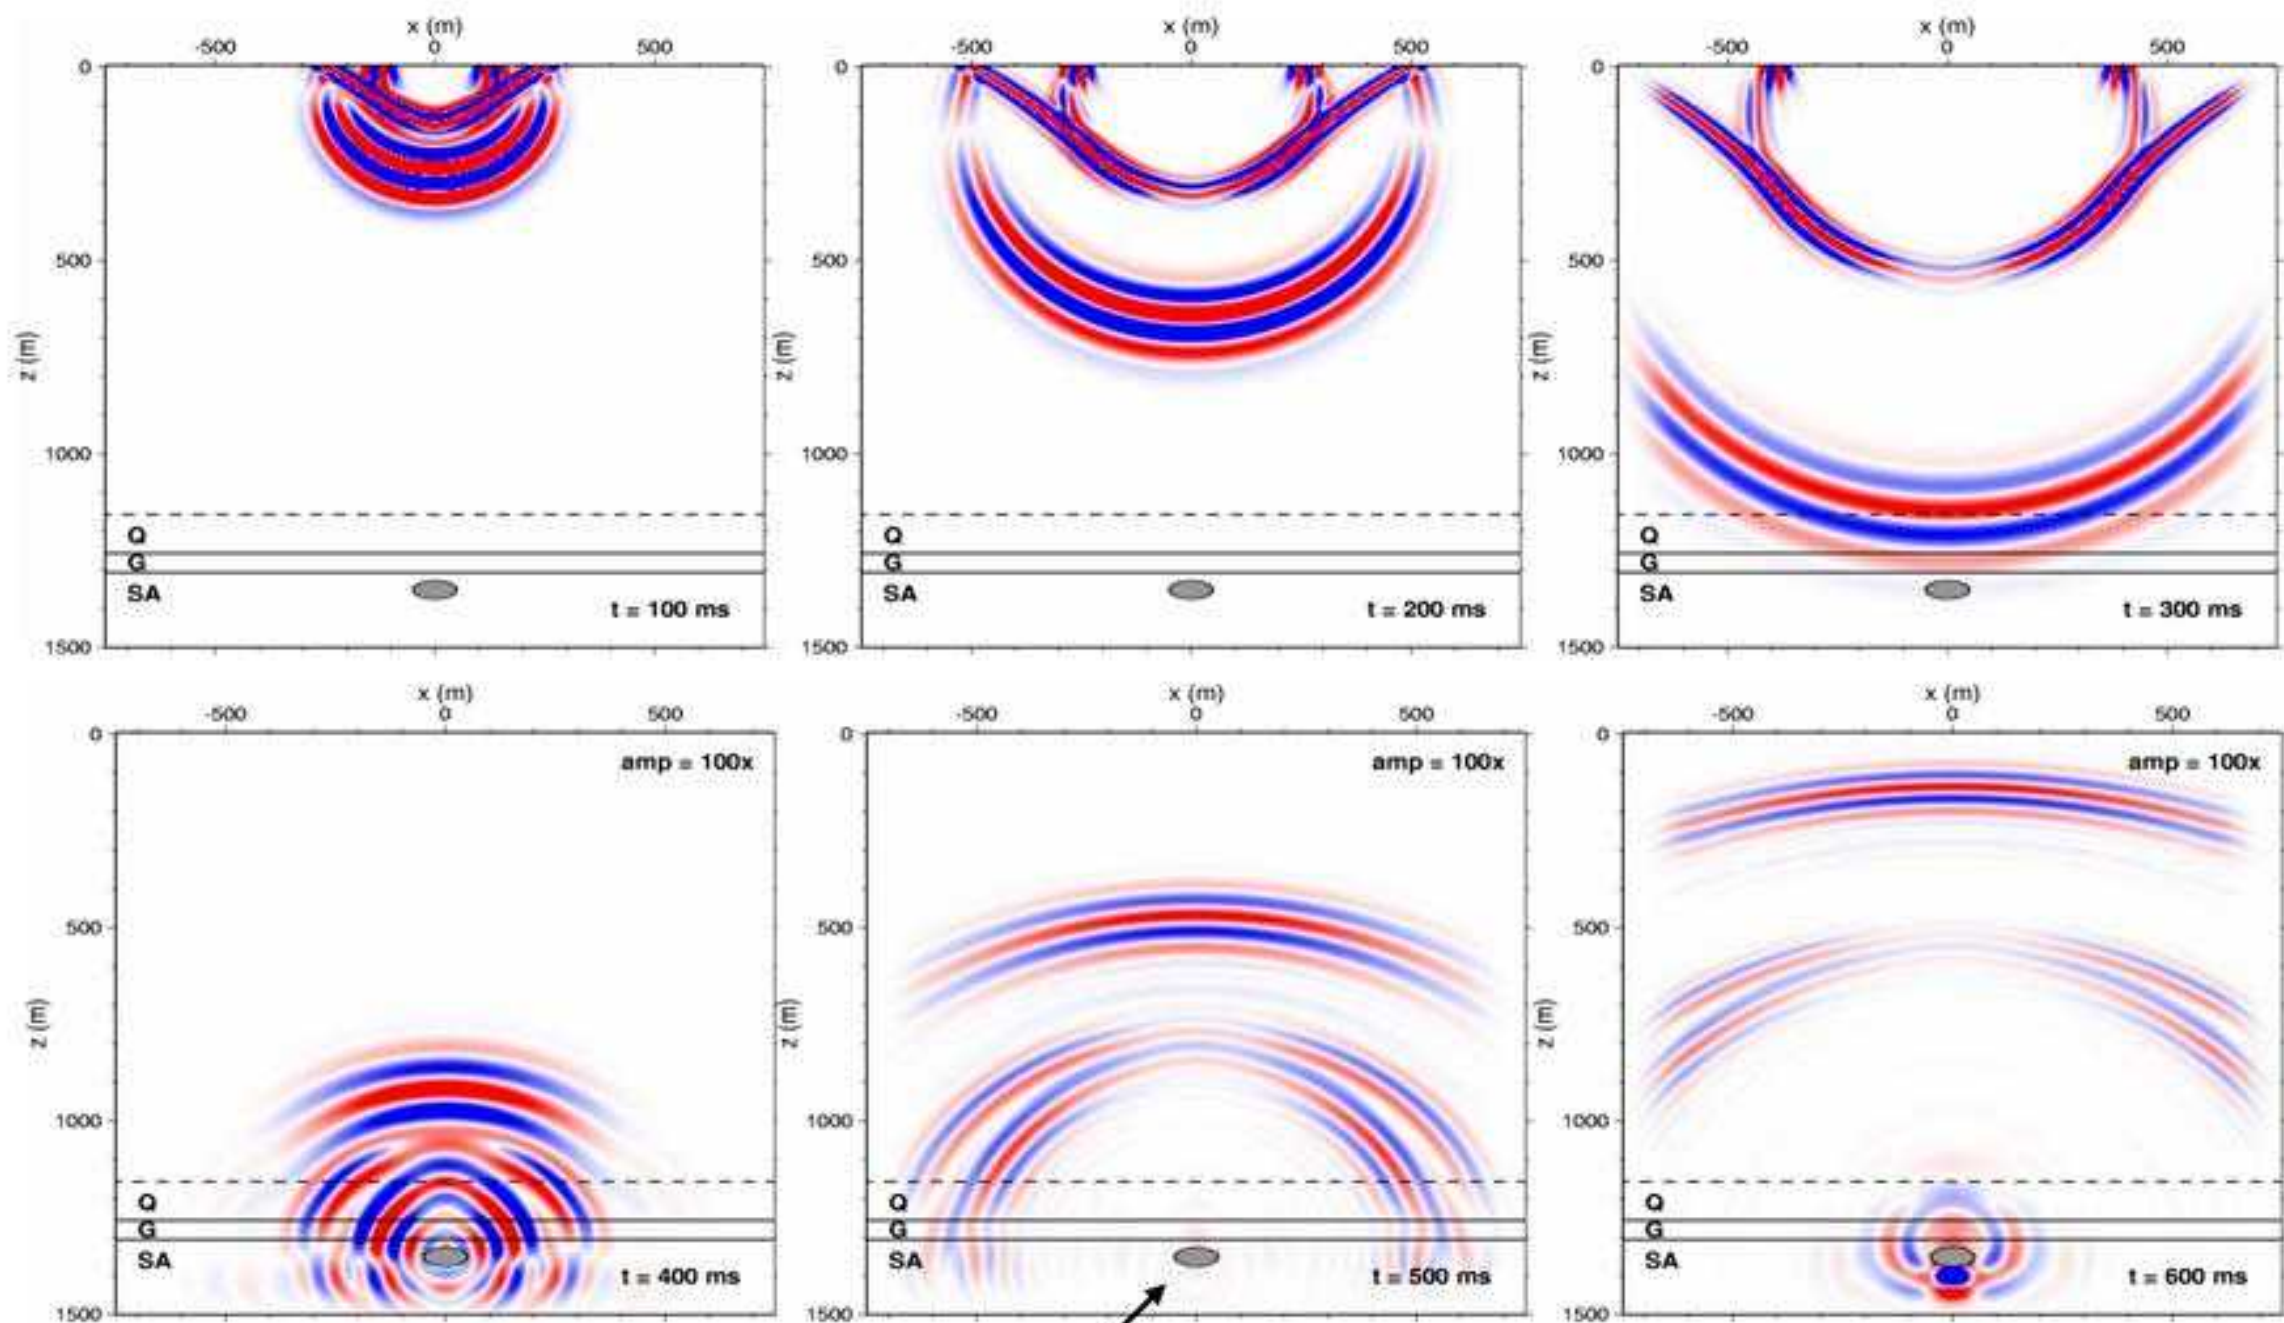 x (m)
-500 0 500
0
500
z (m)
1000
1500
Q
G
SA
t = 100 ms
x (m)
-500 0 500
0
500
z (m)
1000
1500
Q
G
SA
t = 200 ms
x (m)
-500 0 500
0
500
z (m)
1000
1500
Q
G
SA
t = 300 ms
x (m)
-500 0 500
0
amp = 100x
500
z (m)
1000
1500
Q
G
SA
t = 400 ms
x (m)
-500 0 500
0
amp = 100x
500
z (m)
1000
1500
Q
G
SA
t = 500 ms
x (m)
-500 0 500
0
amp = 100x
500
z (m)
1000
1500
Q
G
SA
t = 600 ms